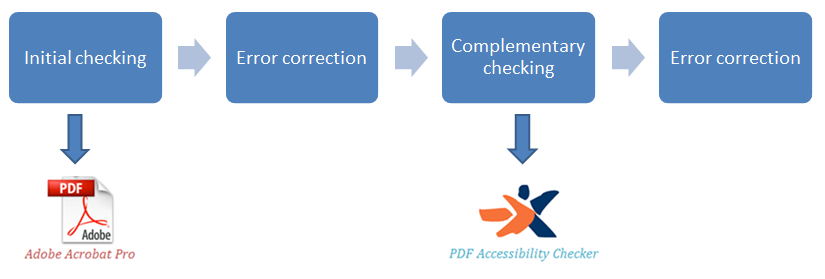 Initial checking
Error correction
Complementary
checking
Error correction
PDF
Adobe
Adobe Acrobat Pro
PDF Accessibility Checker